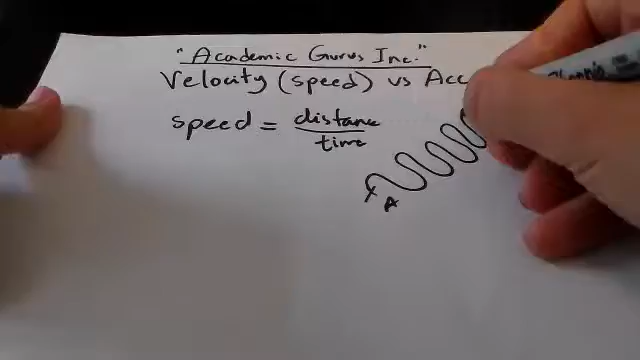 "Academic Gurus Inc."
Velocity (speed) vs Acc
speed = distance
time
A